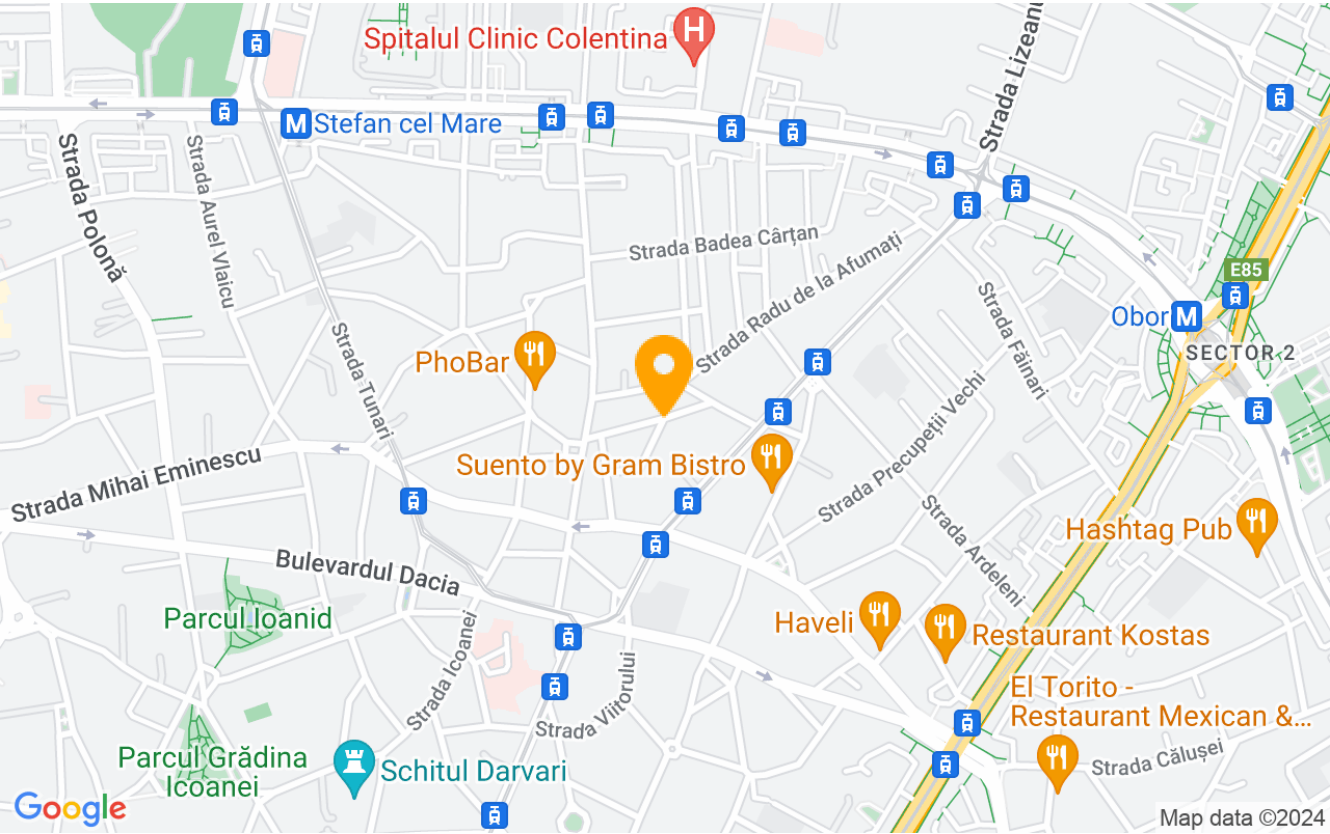 Spitalul Clinic Colentina
H
Strada Lizeanu
M Stefan cel Mare
Strada Polonă
Strada Aurel Vlaicu
Strada Badea Cârțan
Strada Radu de la Afumați
E85
Strada Făinari
Obor M
SECTOR 2
Strada Tunari
PhoBar
Strada Mihai Eminescu
Suento by Gram Bistro
Strada Precupeții Vechi
Strada Ardeleni
Hashtag Pub
Bulevardul Dacia
Parcul Ioanid
Strada Icoanei
Haveli
Restaurant Kostas
Strada Viitorului
El Torito -
Restaurant Mexican &...
Parcul Grădina
Icoanei
Schitul Darvari
Strada Călușei
Google
Map data ©2024